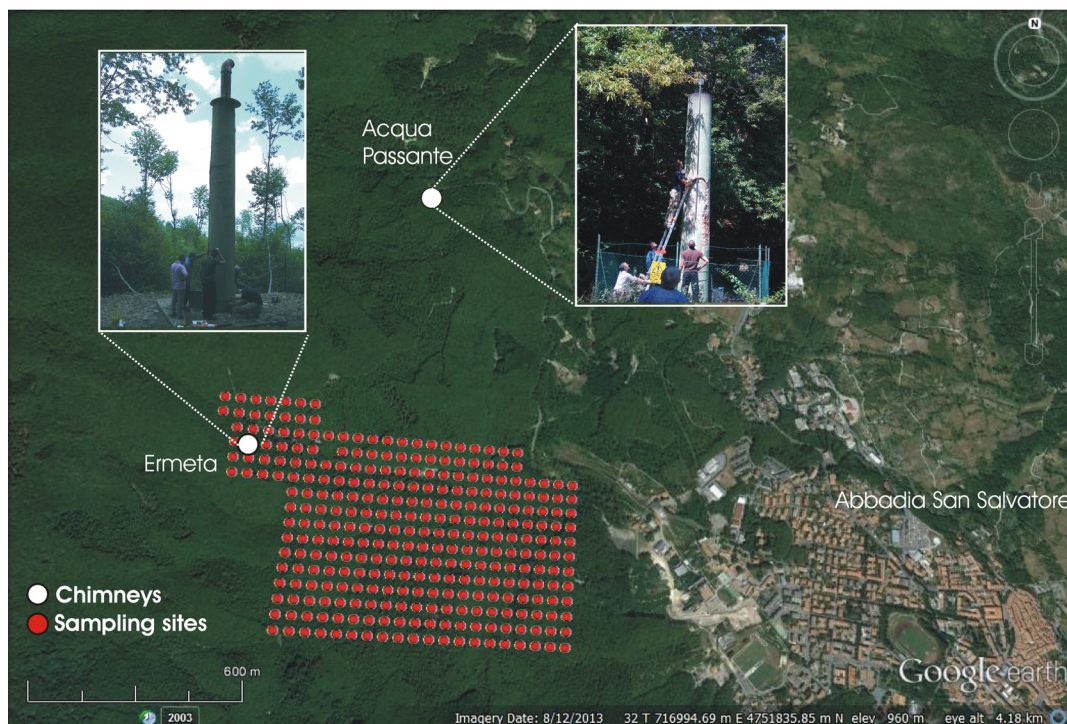 N
Acqua
Passante
Ermeta
Abbadia San Salvatore
Chimneys
Sampling sites
600 m
Google earth
2003
Imagery Date: 8/12/2013 32 T 716994.69 m E 4751835.85 m N elev 960 m eye alt 4.18 km